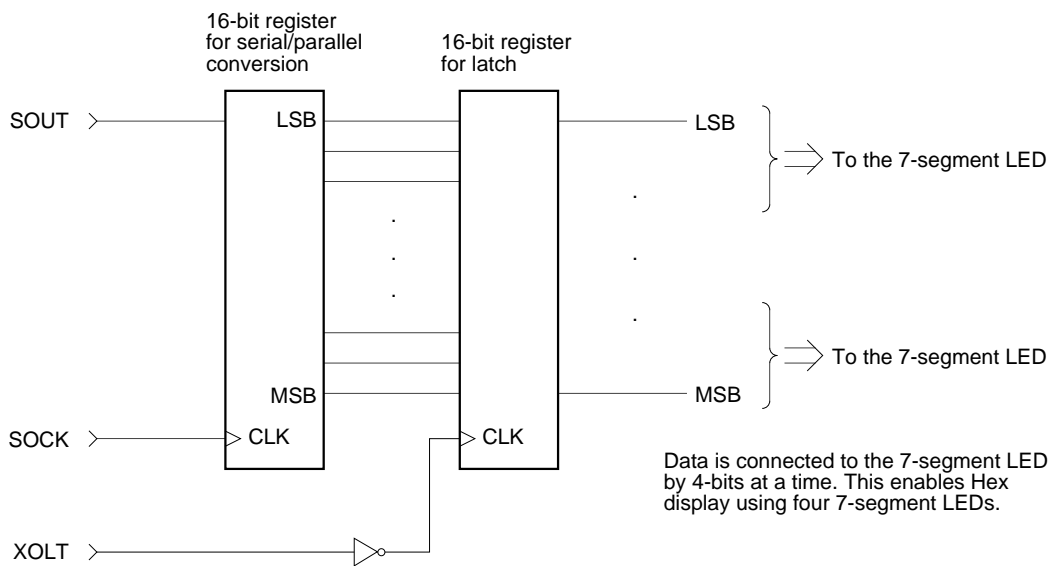 16-bit register
for serial/parallel
conversion
16-bit register
for latch
SOUT
LSB
LSB
To the 7-segment LED
To the 7-segment LED
MSB
MSB
SOCK
CLK
CLK
Data is connected to the 7-segment LED
by 4-bits at a time. This enables Hex
display using four 7-segment LEDs.
XOLT